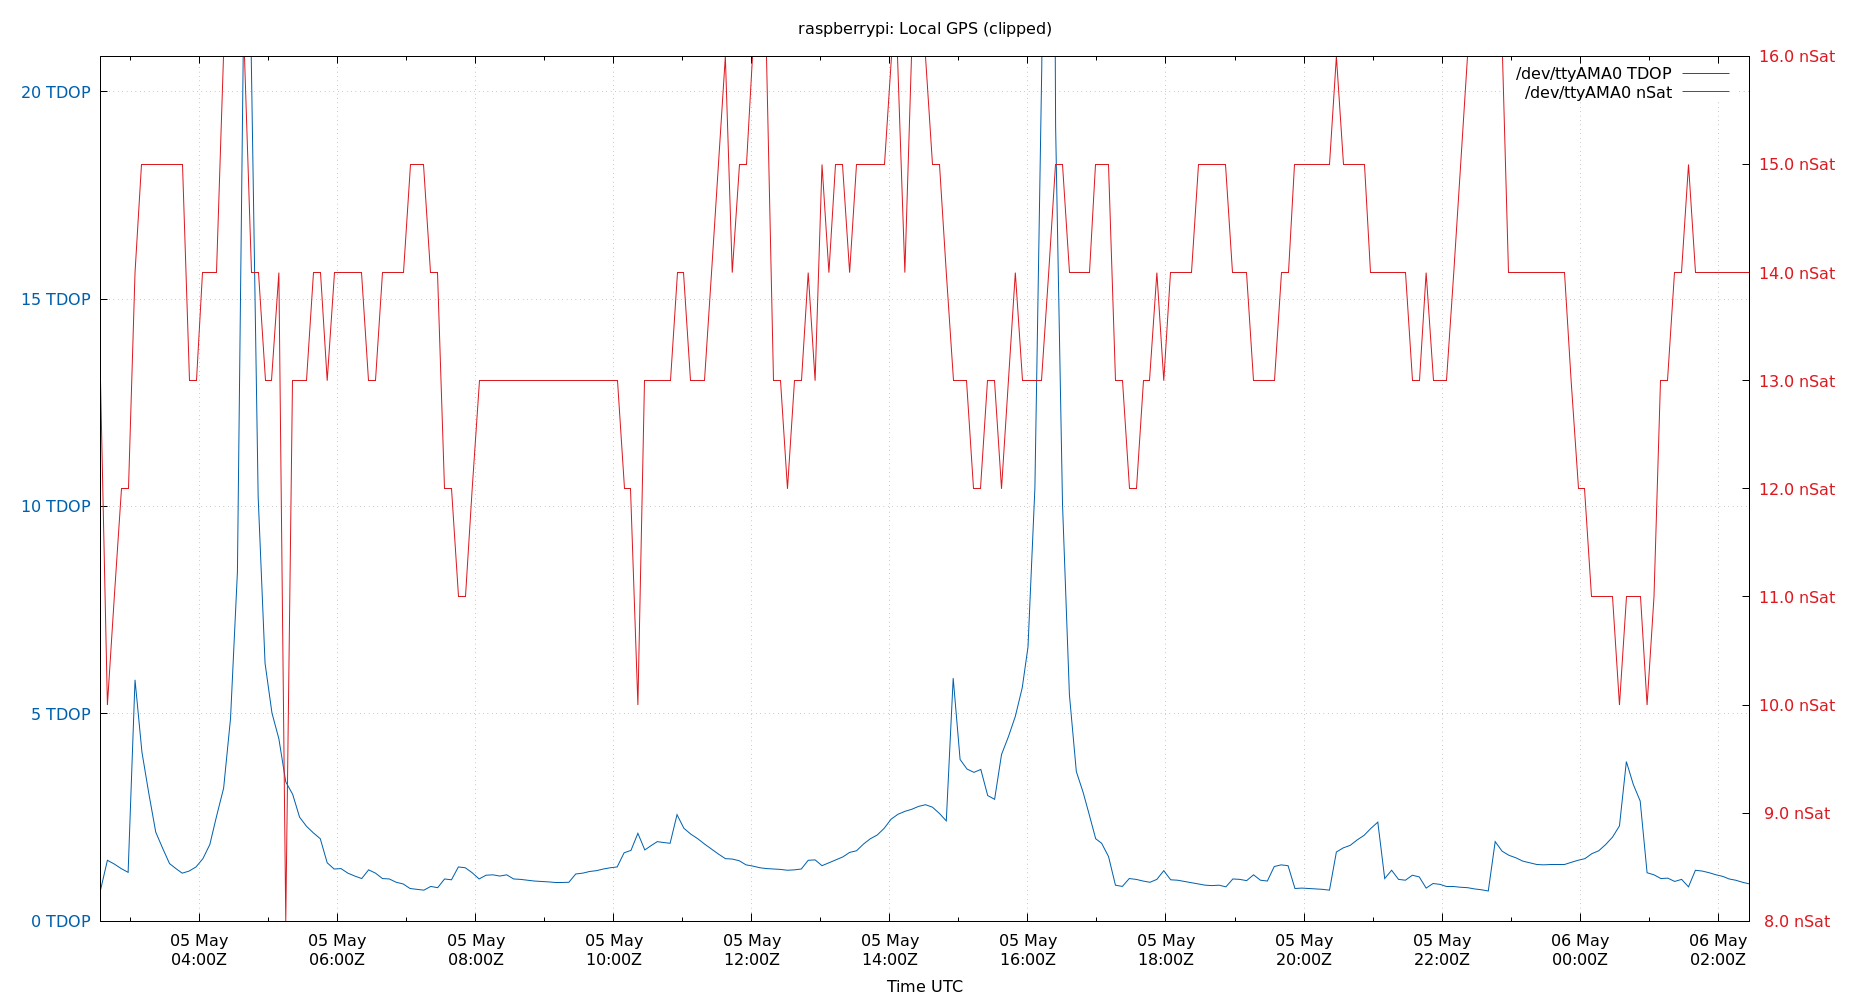 raspberrypi: Local GPS (clipped)
/dev/ttyAMA0 TDOP
/dev/ttyAMA0 nSat
20 TDOP
15 TDOP
10 TDOP
5 TDOP
0 TDOP
16.0 nSat
15.0 nSat
14.0 nSat
13.0 nSat
12.0 nSat
11.0 nSat
10.0 nSat
9.0 nSat
8.0 nSat
05 May 05 May 05 May 05 May 05 May 05 May 05 May 05 May 05 May 05 May 06 May 06 May
04:00Z 06:00Z 08:00Z 10:00Z 12:00Z 14:00Z 16:00Z 18:00Z 20:00Z 22:00Z 00:00Z 02:00Z
Time UTC